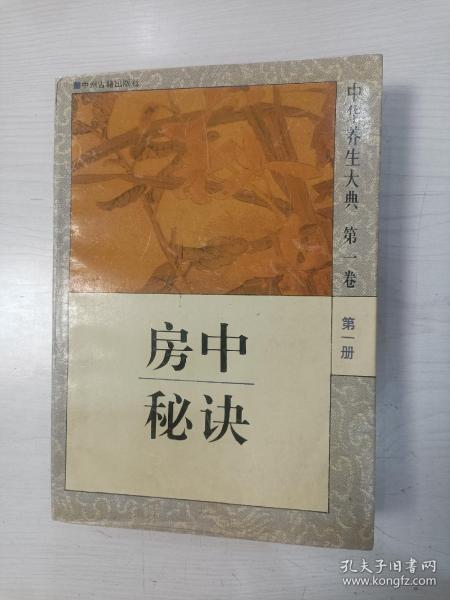 中州古籍出版社
中华养生大典 第一卷
第一册
房中
秘诀
孔夫子旧书网
www.kongfz.com